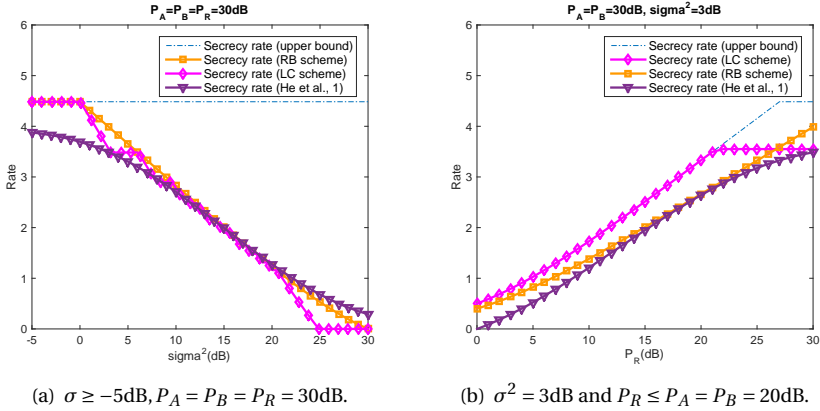 P_A=P_B=P_R=30dB
6
5
4
3
2
1
0
Rate
-5 0 5 10 15 20 25 30
sigma^2(dB)
Secrecy rate (upper bound)
Secrecy rate (RB scheme)
Secrecy rate (LC scheme)
Secrecy rate (He et al., 1)
(a) σ ≥ −5dB, P_A = P_B = P_R = 30dB.
P_A=P_B=30dB, sigma²=3dB
6
5
4
3
2
1
0
Rate
0 5 10 15 20 25 30
P_R(dB)
Secrecy rate (upper bound)
Secrecy rate (LC scheme)
Secrecy rate (RB scheme)
Secrecy rate (He et al., 1)
(b) σ² = 3dB and P_R ≤ P_A = P_B = 20dB.